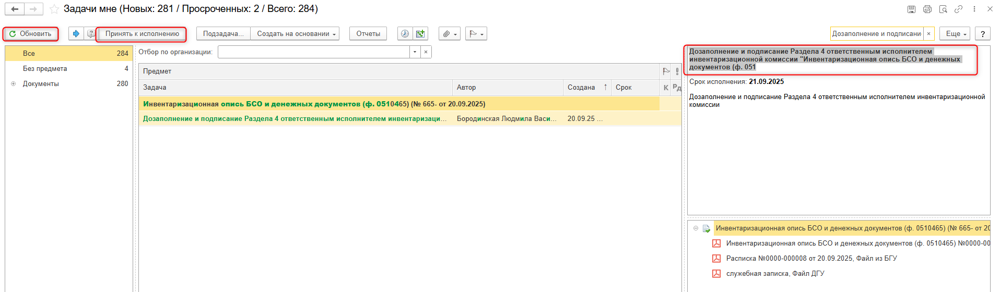 Задачи мне (Новых: 281 / Просроченных: 2 / Всего: 284)
Обновить
Принять к исполнению
Подзадача...
Создать на основании
Отчеты
Дозаполнение и подписани
Еще
?
Все 284
Без предмета 4
Документы 280
Отбор по организации:
Предмет
Задача Автор Создана ↑ Срок К РД
Инвентаризационная опись БСО и денежных документов (ф. 0510465) (№ 665- от 20.09.2025)
Дозаполнение и подписание Раздела 4 ответственным исполнителем инвентаризаци... Бородинская Людмила Васи... 20.09.25 ...
Дозаполнение и подписание Раздела 4 ответственным исполнителем
инвентаризационной комиссии "Инвентаризационная опись БСО и денежных
документов (ф. 051
Срок исполнения: 21.09.2025
Дозаполнение и подписание Раздела 4 ответственным исполнителем инвентаризационной
комиссии
Инвентаризационная опись БСО и денежных документов (ф. 0510465) (№ 665- от 20
Инвентаризационная опись БСО и денежных документов (ф. 0510465) №0000-00
Расписка №0000-000008 от 20.09.2025, Файл из БГУ
служебная записка, Файл ДГУ